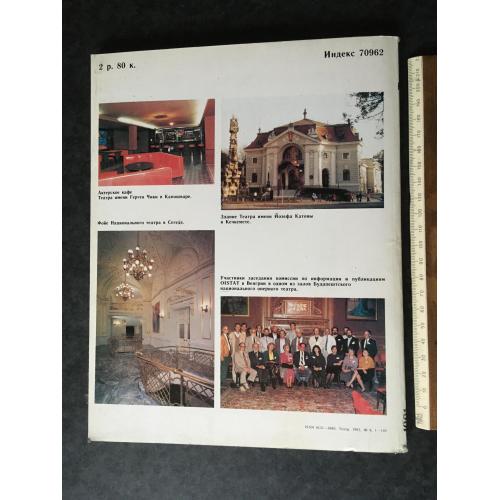 2 р. 80 к.
Индекс 70962
Актерское кафе
Театра имени Гергея Чики в Капошваре.
Здание Театра имени Йозефа Катоны
в Кечкемете.
Фойе Национального театра в Сегеде.
Участники заседания комиссии по информации и публикациям
OISTAT в Венгрии в одном из залов Будапештского
национального оперного театра.